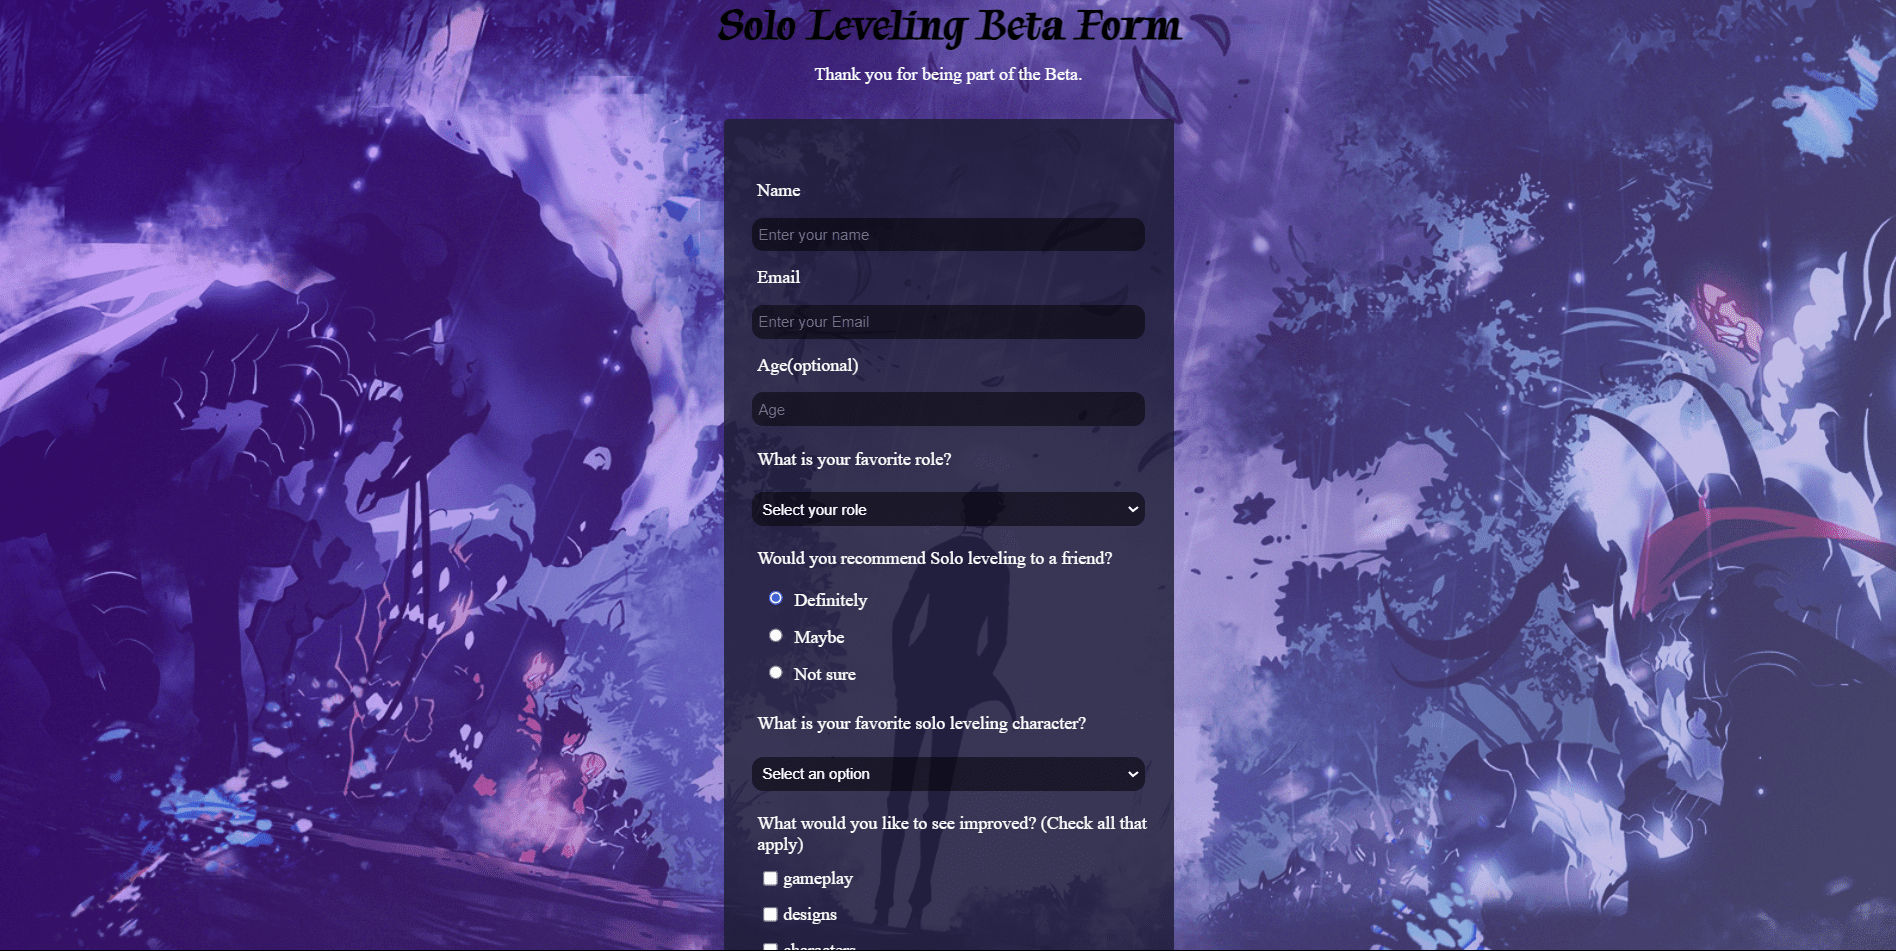 Solo Leveling Beta Form
Thank you for being part of the Beta.
Name
Enter your name
Email
Enter your Email
Age(optional)
Age
What is your favorite role?
Select your role
Would you recommend Solo leveling to a friend?
Definitely
Maybe
Not sure
What is your favorite solo leveling character?
Select an option
What would you like to see improved? (Check all that
apply)
gameplay
designs
characters